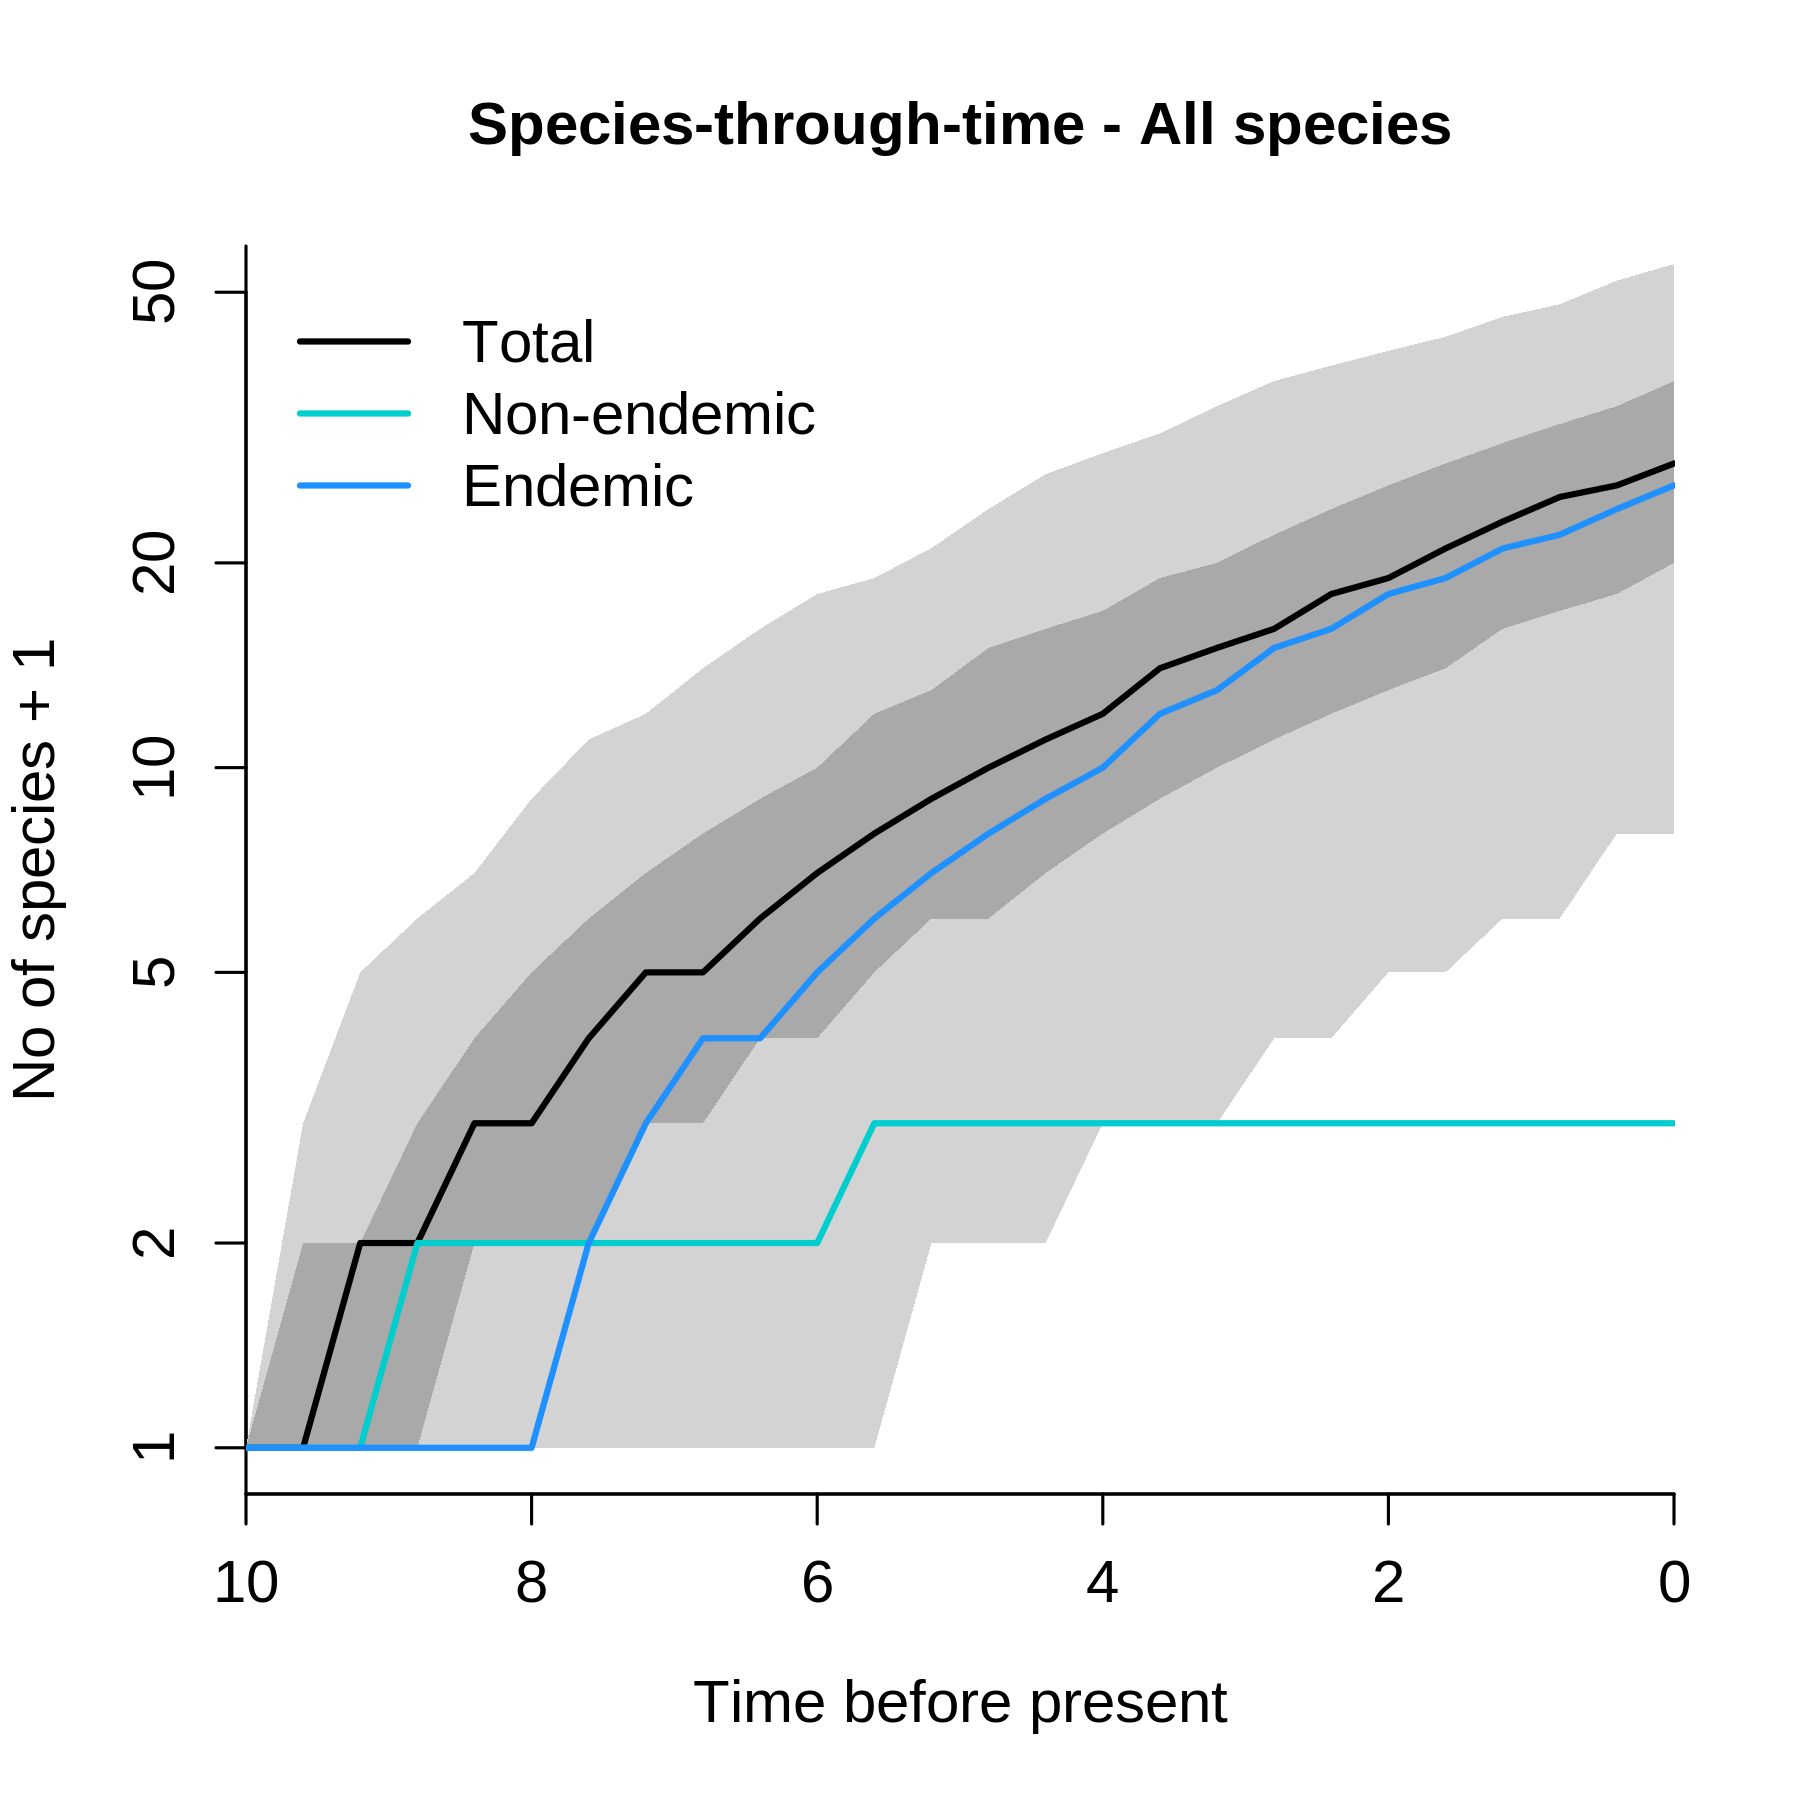 Species-through-time - All species
Total
Non-endemic
Endemic
No of species + 1
50
20
10
5
2
1
10 8 6 4 2 0
Time before present